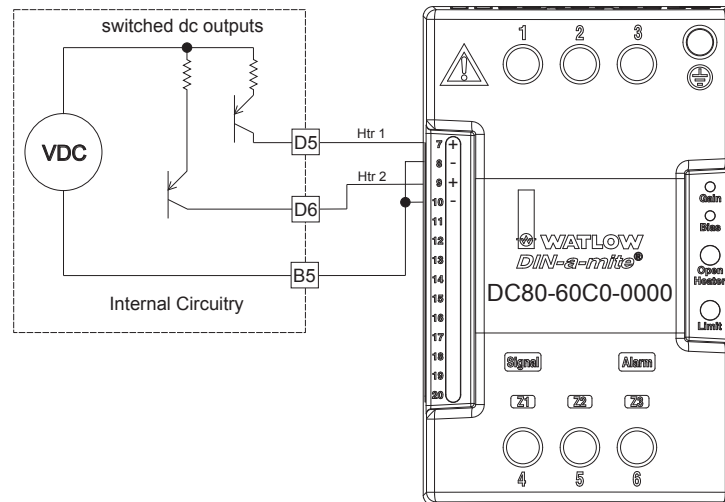 switched dc outputs
VDC
D5
D6
B5
Htr 1
Htr 2
Internal Circuitry
1 2 3
7 +
8 -
9 +
10 -
11
12
13
14
15
16
17
18
19
20
WATLOW
DIN-a-mite®
DC80-60C0-0000
Gain
Bias
Open
Heater
Limit
Signal Alarm
Z1 Z2 Z3
4 5 6